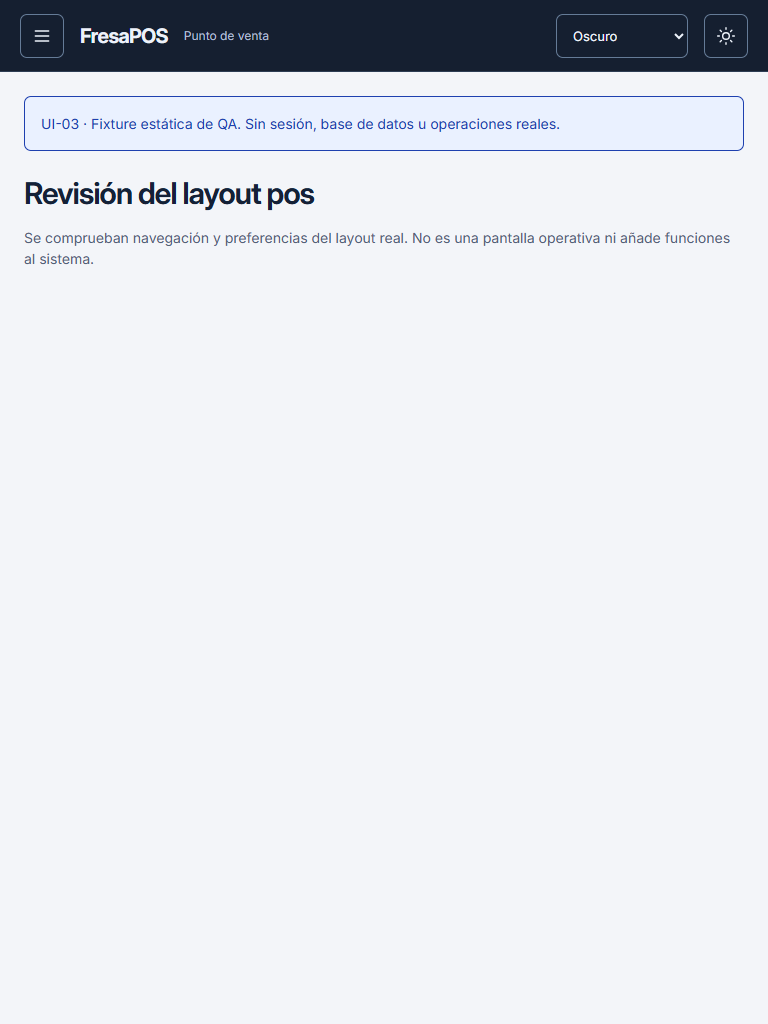 FresaPOS
Punto de venta
Oscuro
UI-03 · Fixture estática de QA. Sin sesión, base de datos u operaciones reales.
Revisión del layout pos
Se comprueban navegación y preferencias del layout real. No es una pantalla operativa ni añade funciones
al sistema.